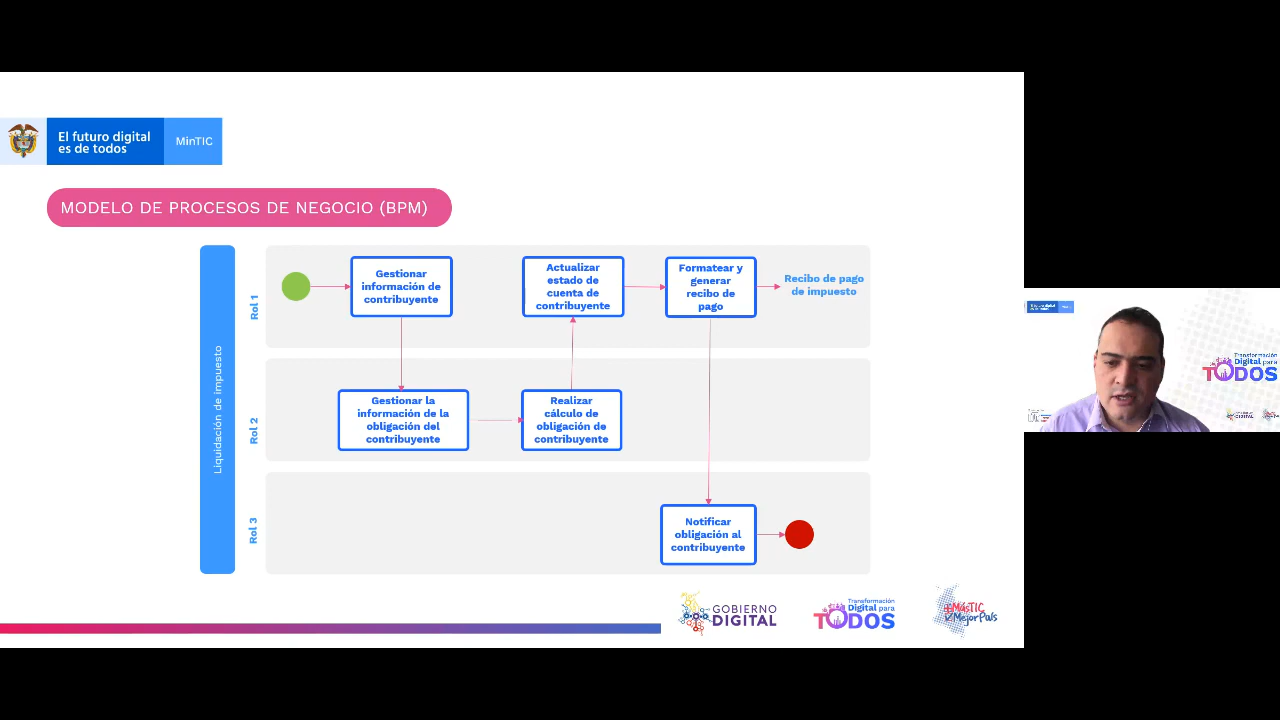 El futuro digital
es de todos
MinTIC
MODELO DE PROCESOS DE NEGOCIO (BPM)
Liquidación de impuesto
Rol 1
Gestionar
información de
contribuyente
Actualizar
estado de
cuenta de
contribuyente
Formatear y
generar
recibo de
pago
Recibo de pago
de impuesto
Rol 2
Gestionar la
información de la
obligación del
contribuyente
Realizar
cálculo de
obligación de
contribuyente
Rol 3
Notificar
obligación al
contribuyente
GOBIERNO
DIGITAL
Transformación
Digital para
TODOS
+MásTIC
MejorPaís
Transformación
Digital para
TODOS